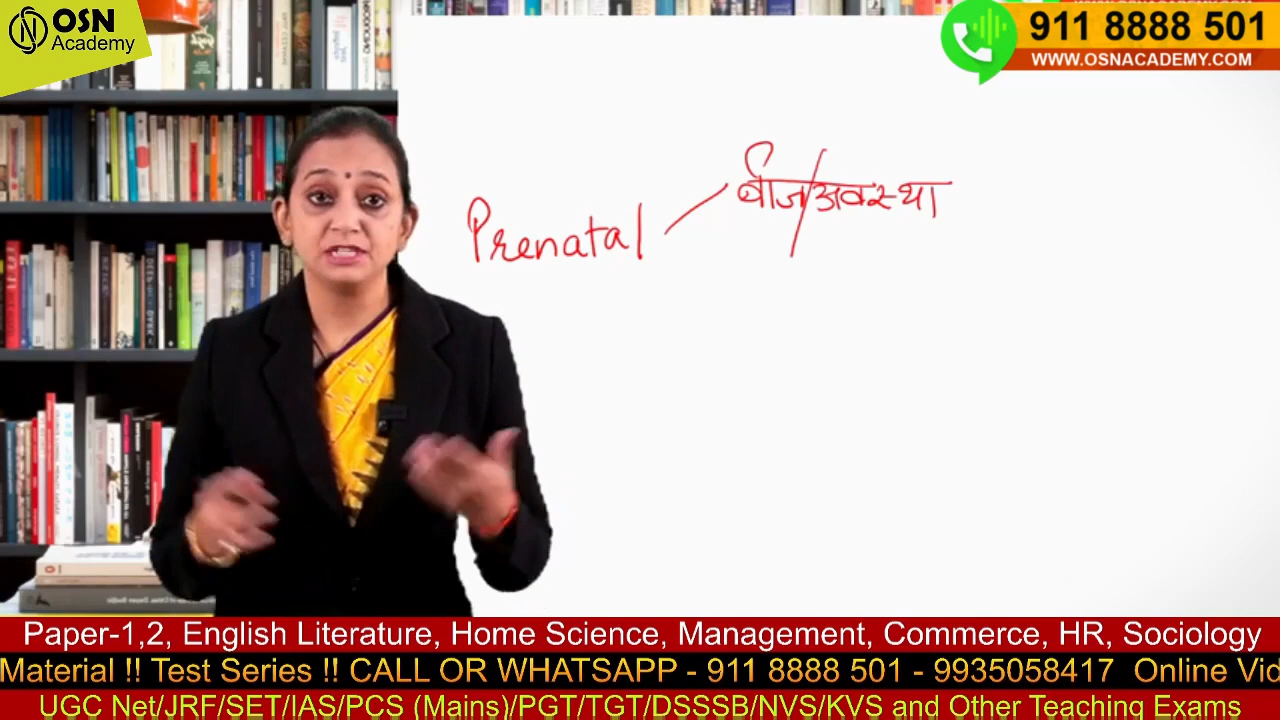 OSN
Academy
911 8888 501
WWW.OSNACADEMY.COM
बीज/अवस्था
Prenatal
Paper-1,2, English Literature, Home Science, Management, Commerce, HR, Sociology
Material !! Test Series !! CALL OR WHATSAPP - 911 8888 501 - 9935058417 Online Vid
UGC Net/JRF/SET/IAS/PCS (Mains)/PGT/TGT/DSSSB/NVS/KVS and Other Teaching Exams